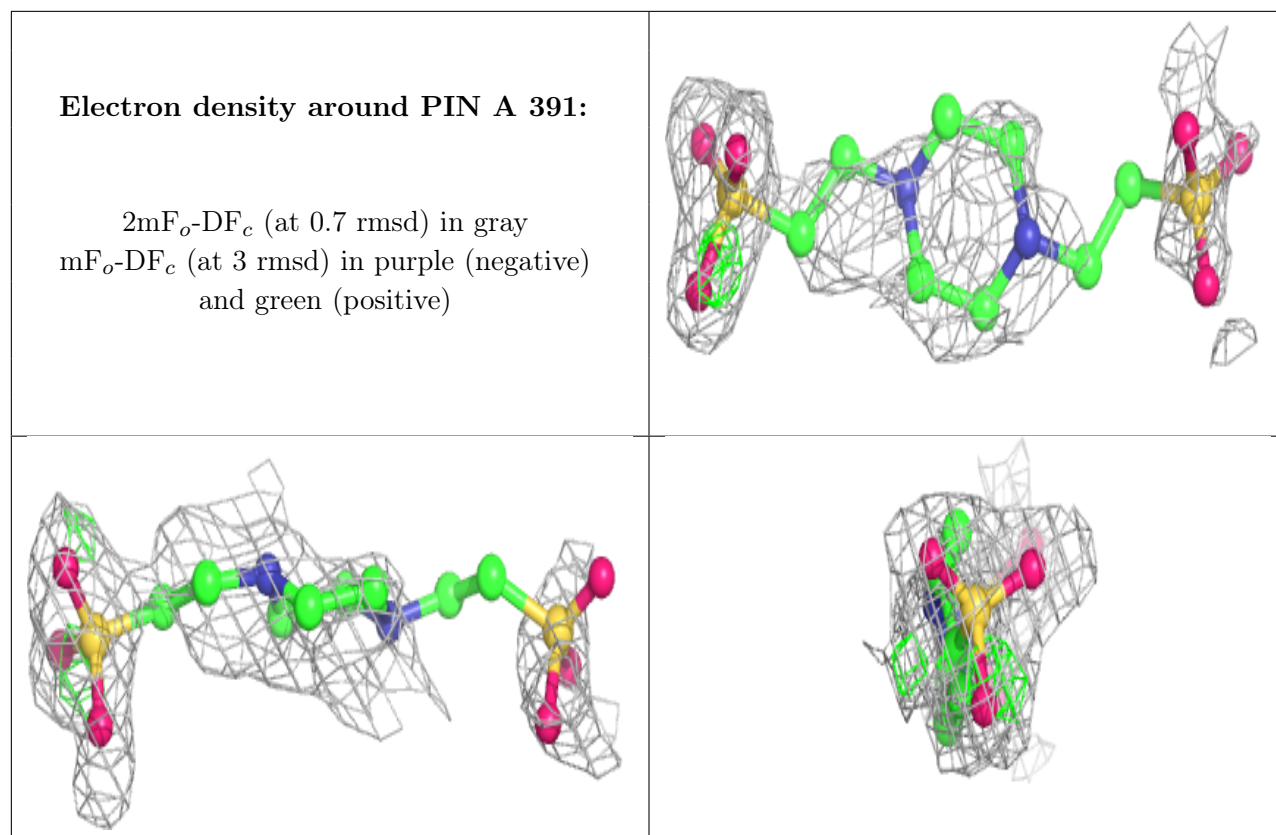 Electron density around PIN A 391:
2mFo-DFc (at 0.7 rmsd) in gray
mFo-DFc (at 3 rmsd) in purple (negative)
and green (positive)